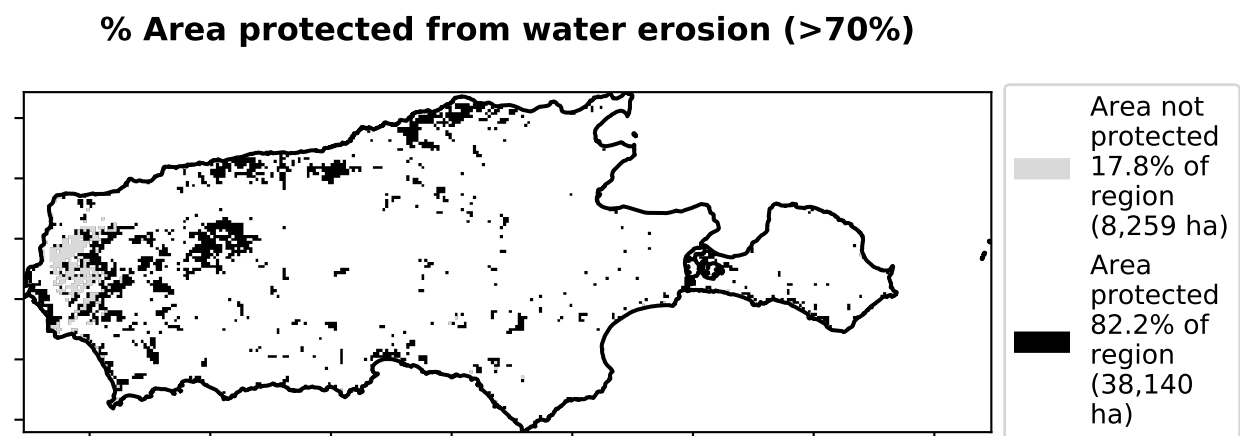 % Area protected from water erosion (>70%)
Area not
protected
17.8% of
region
(8,259 ha)
Area
protected
82.2% of
region
(38,140
ha)